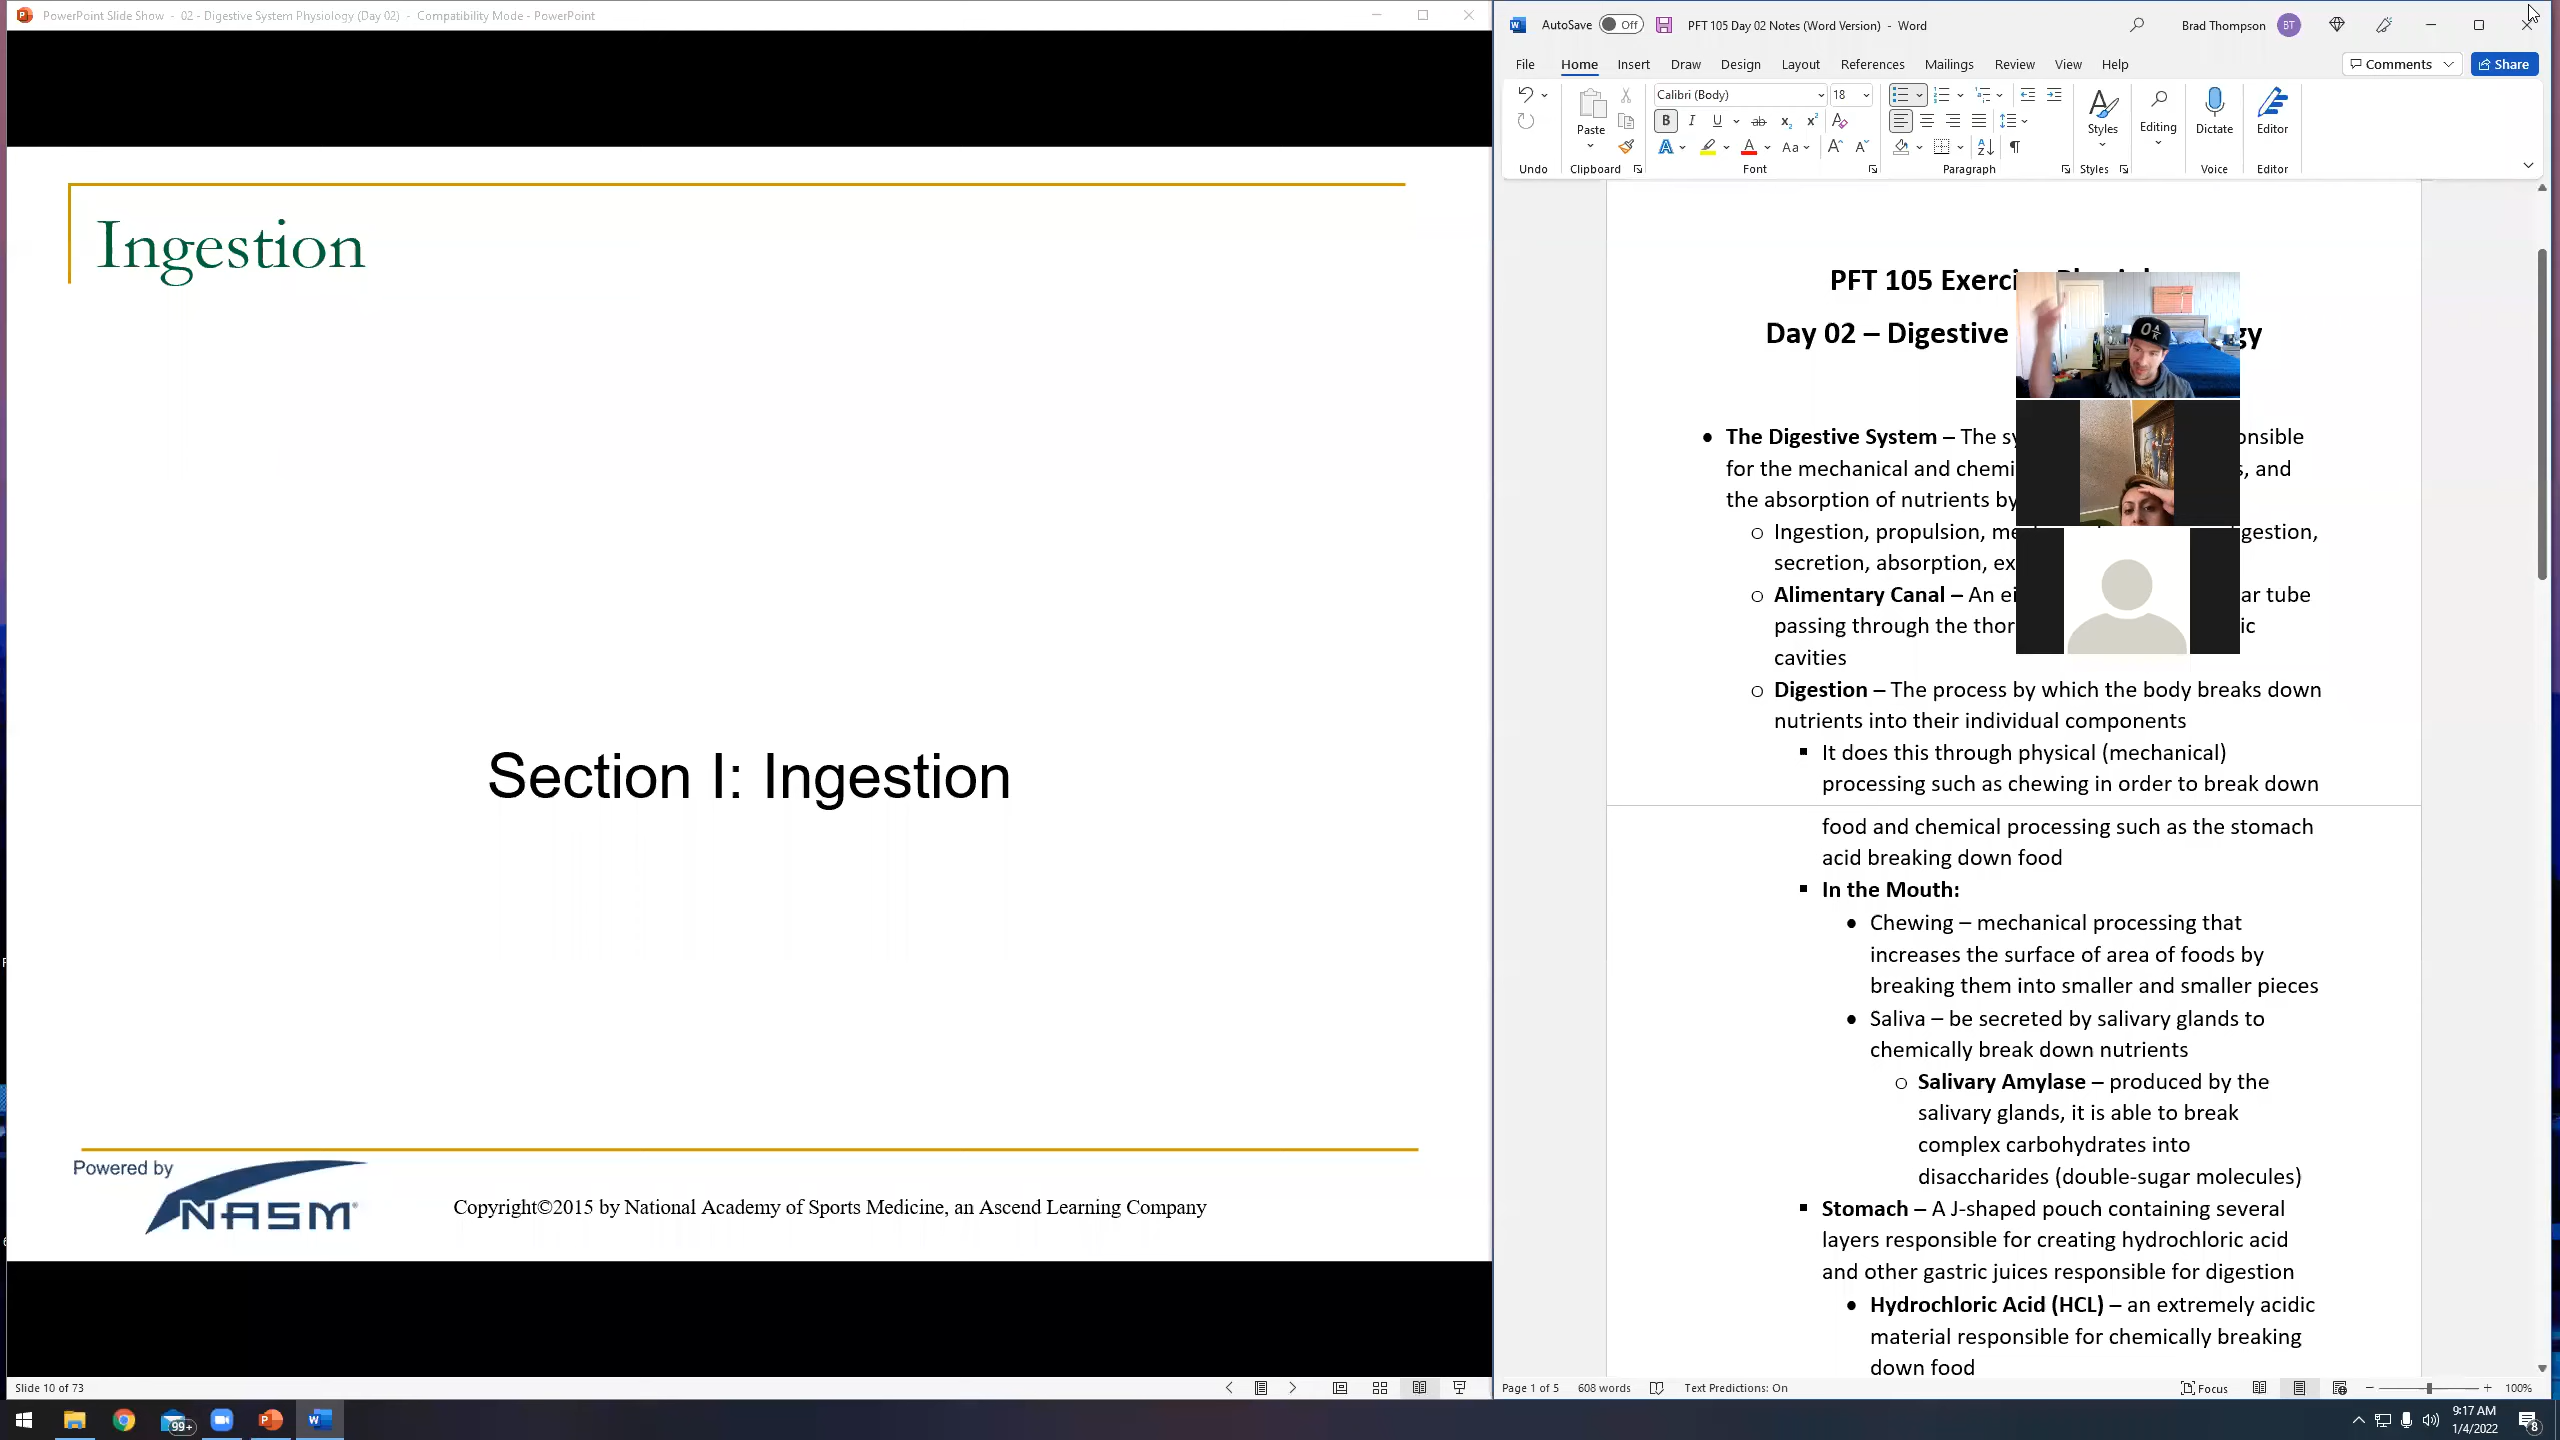 PowerPoint Slide Show - 02 - Digestive System Physiology (Day 02) - Compatibility Mode - PowerPoint
Ingestion
Section I: Ingestion
Powered by
NASM
Copyright©2015 by National Academy of Sports Medicine, an Ascend Learning Company
Slide 10 of 73
AutoSave Off PPFT 105 Day 02 Notes (Word Version) - Word Brad Thompson BT
File Home Insert Draw Design Layout References Mailings Review View Help Comments Share
Calibri (Body) 18
Paste
Styles Editing Dictate Editor
Undo Clipboard Font Paragraph Styles Voice Editor
PFT 105 Exerci
Day 02 – Digestive gy
The Digestive System – The sy onsible
for the mechanical and chemi s, and
the absorption of nutrients by
Ingestion, propulsion, me gestion,
secretion, absorption, ex
Alimentary Canal – An ei ar tube
passing through the thor ic
cavities
Digestion – The process by which the body breaks down
nutrients into their individual components
It does this through physical (mechanical)
processing such as chewing in order to break down
food and chemical processing such as the stomach
acid breaking down food
In the Mouth:
Chewing – mechanical processing that
increases the surface of area of foods by
breaking them into smaller and smaller pieces
Saliva – be secreted by salivary glands to
chemically break down nutrients
Salivary Amylase – produced by the
salivary glands, it is able to break
complex carbohydrates into
disaccharides (double-sugar molecules)
Stomach – A J-shaped pouch containing several
layers responsible for creating hydrochloric acid
and other gastric juices responsible for digestion
Hydrochloric Acid (HCL) – an extremely acidic
material responsible for chemically breaking
down food
Page 1 of 5 608 words Text Predictions: On Focus 100%
99+
9:17 AM
1/4/2022
8